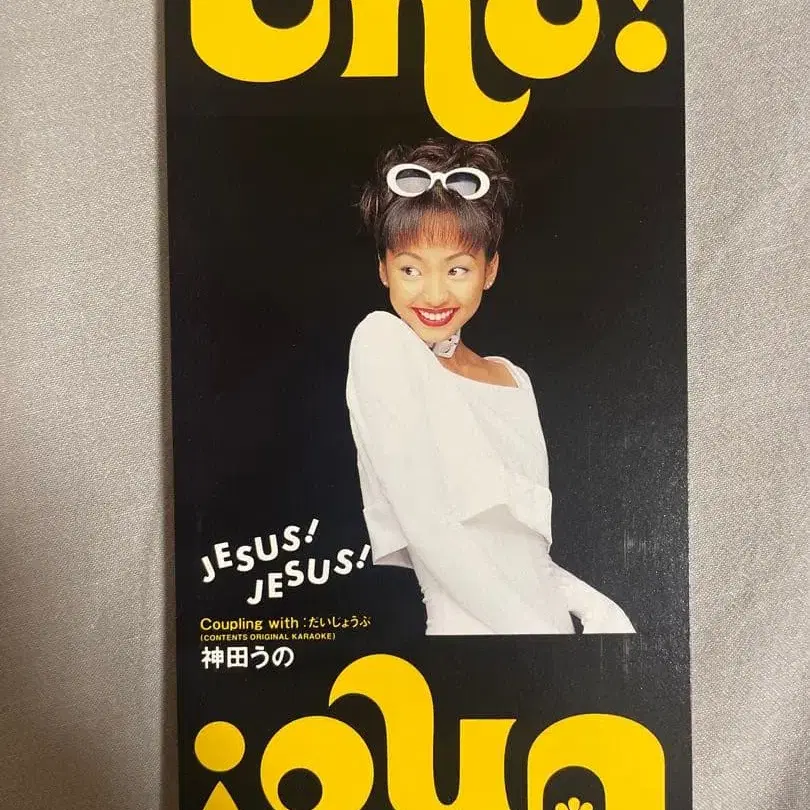 uno!
JESUS!
JESUS!
Coupling with:だいじょうぶ
(CONTENTS ORIGINAL KARAOKE)
神田うの
uno!